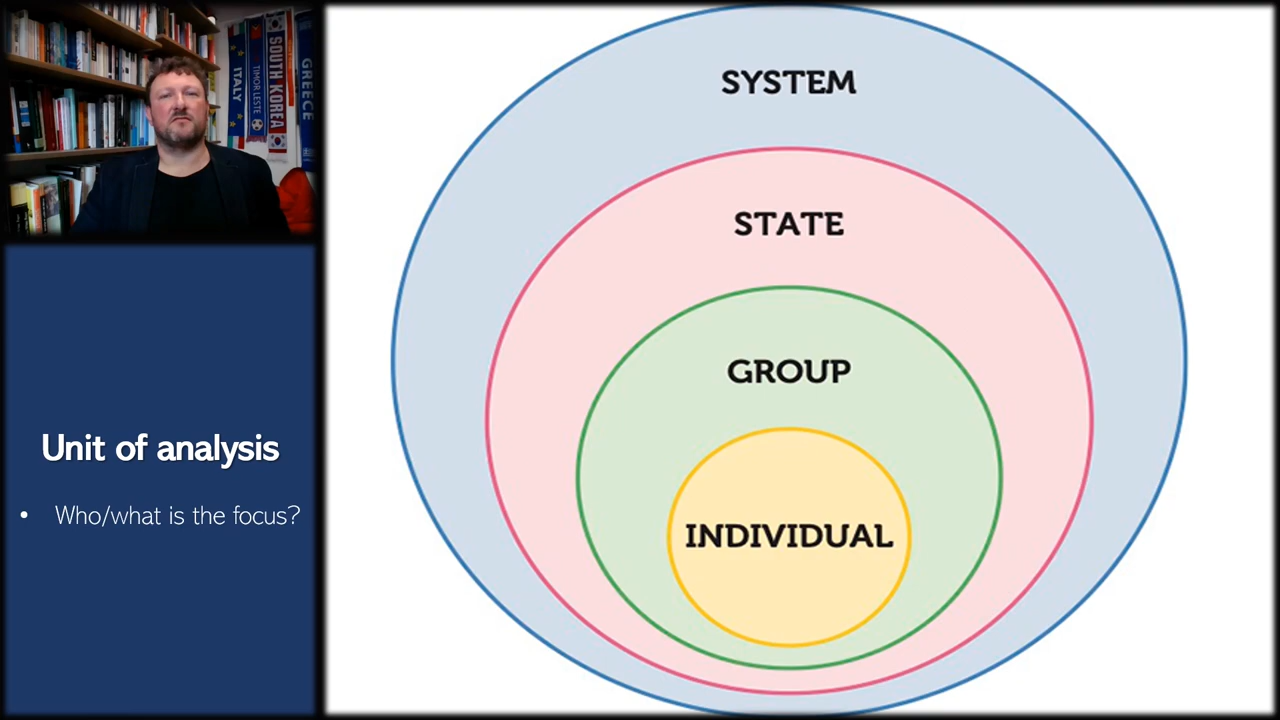 ITALY
TIMOR LESTE
SOUTH KOREA
GREECE
Unit of analysis
• Who/what is the focus?
SYSTEM
STATE
GROUP
INDIVIDUAL